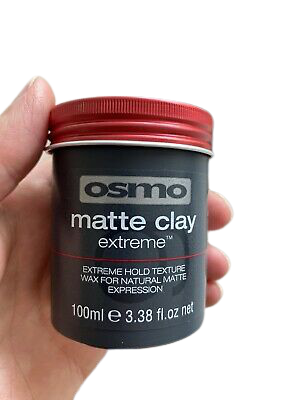 osmo
matte clay
extreme™
EXTREME HOLD TEXTURE
WAX FOR NATURAL MATTE
EXPRESSION
100ml ℮ 3.38 fl.oz net